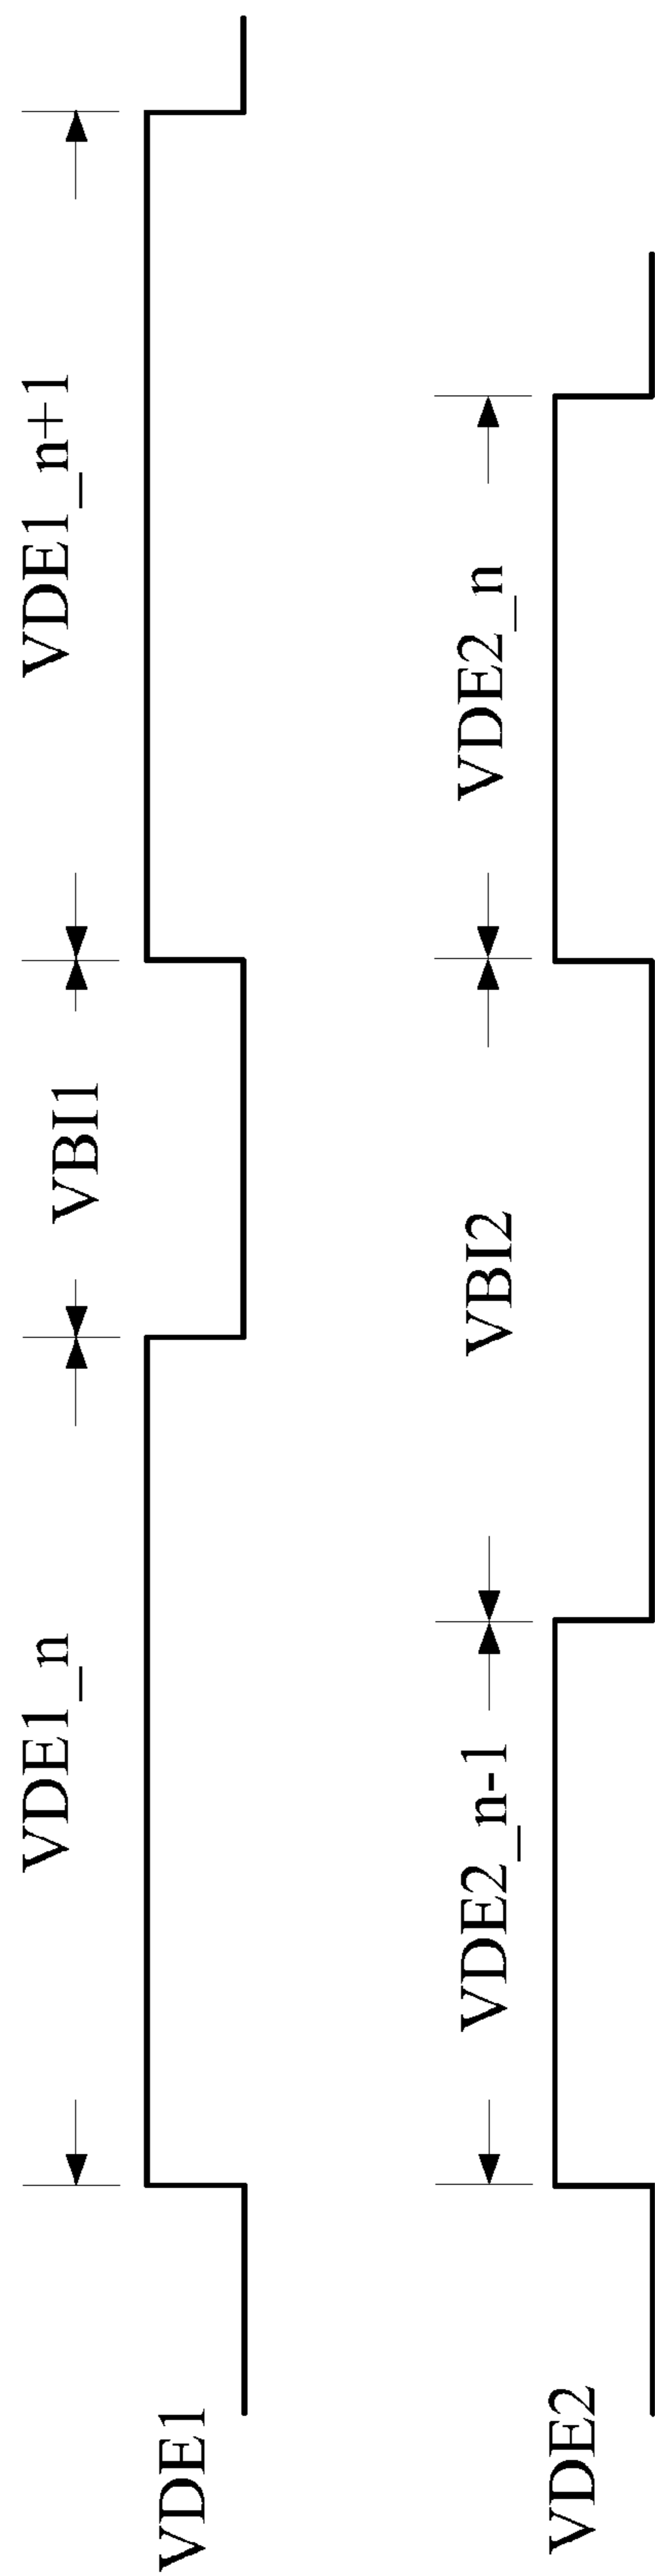 VDE1
VDE1_n
VBI1
VDE1_n+1
VDE2
VDE2_n-1
VBI2
VDE2_n